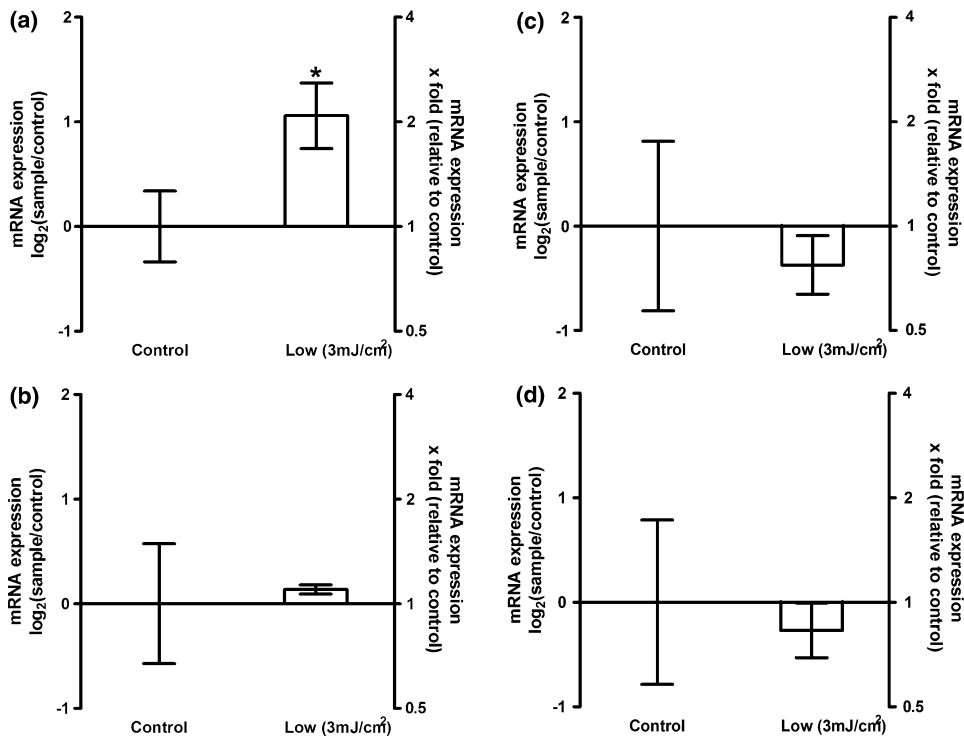 (a)
2
1
0
-1
mRNA expression
log2(sample/control)
*
4
2
1
0.5
mRNA expression
x fold (relative to control)
Control
Low (3mJ/cm2)
(c)
2
1
0
-1
mRNA expression
log2(sample/control)
4
2
1
0.5
mRNA expression
x fold (relative to control)
Control
Low (3mJ/cm2)
(b)
2
1
0
-1
mRNA expression
log2(sample/control)
4
2
1
0.5
mRNA expression
x fold (relative to control)
Control
Low (3mJ/cm2)
(d)
2
1
0
-1
mRNA expression
log2(sample/control)
4
2
1
0.5
mRNA expression
x fold (relative to control)
Control
Low (3mJ/cm2)